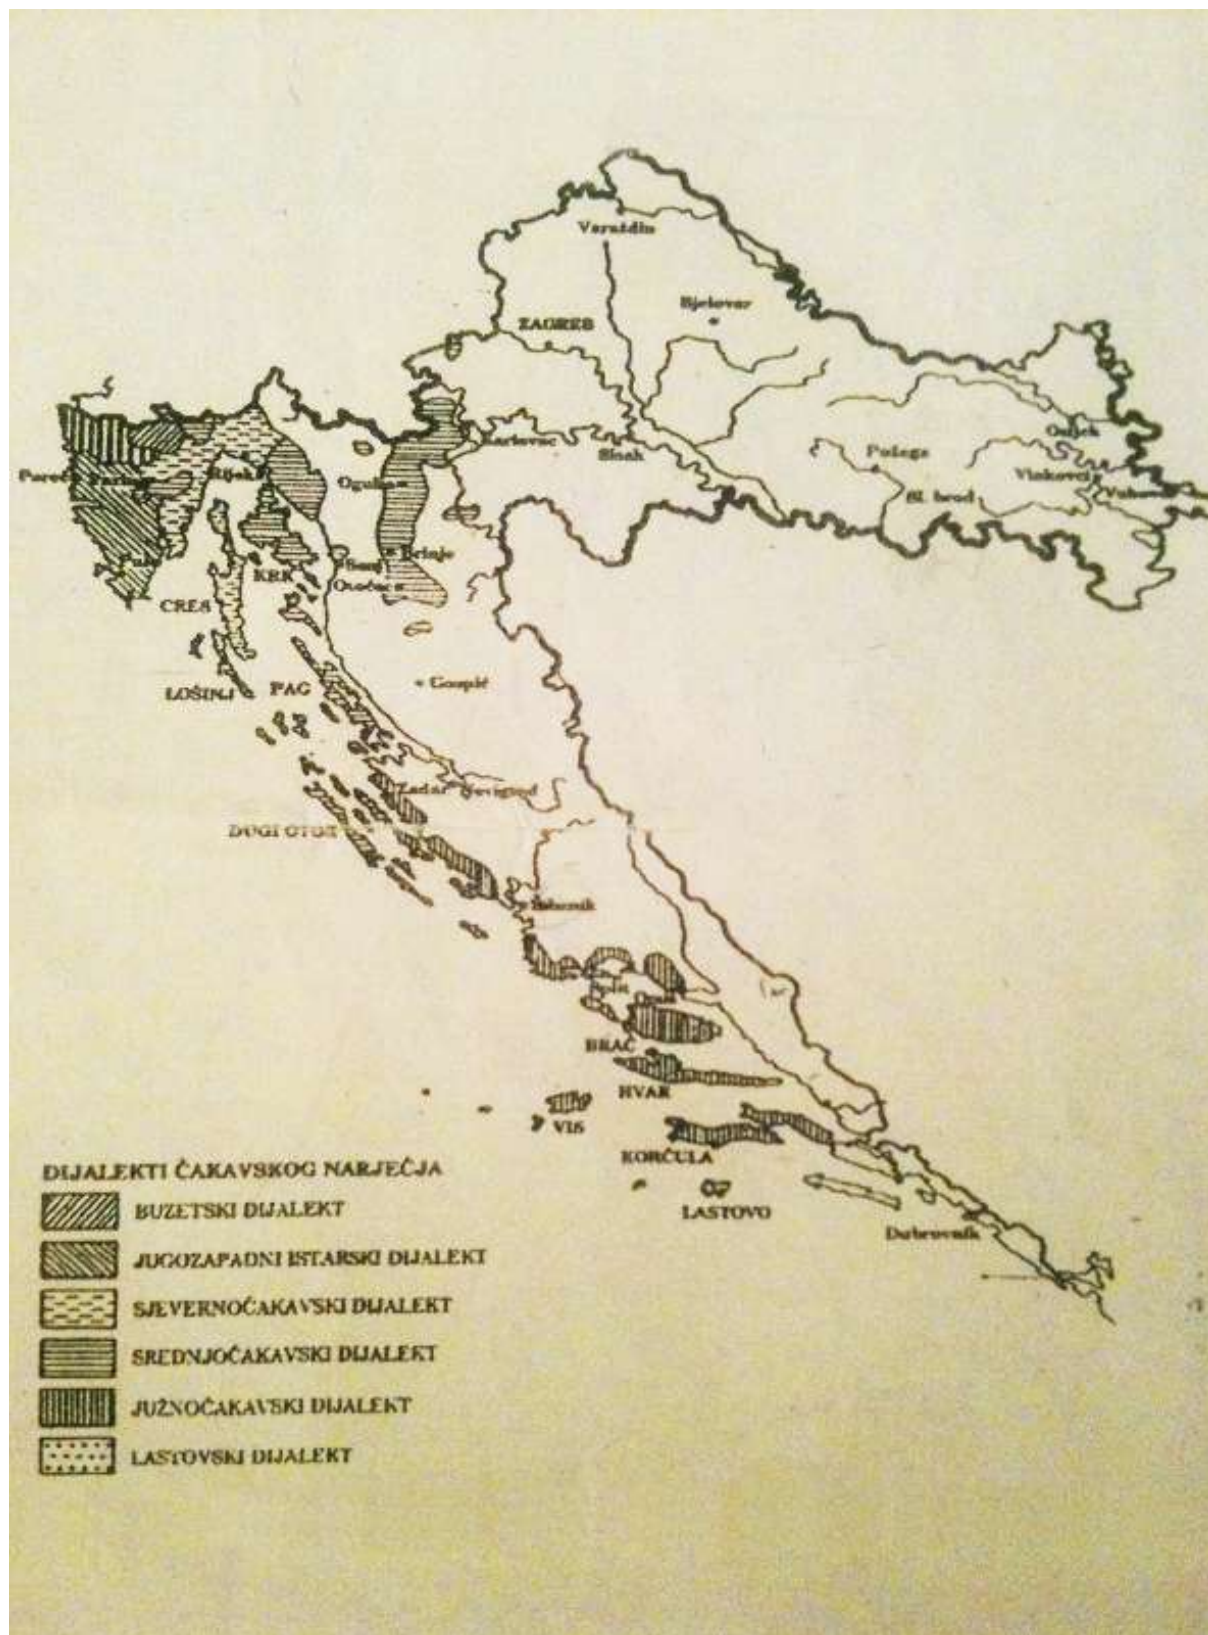 Varaždin
Bjelovar
ZAGREB
Karlovac
Sisak
Osijek
Požega
Vinkovci
Sl. brod
Poreč
Rijeka
Ogulin
Brinje
Senj
Otočac
KRK
CRES
LOŠINJ
PAG
Gospić
Zadar
Novigrad
DUGI OTOK
Šibenik
Split
BRAČ
HVAR
VIS
KORČULA
LASTOVO
Dubrovnik
DIJALEKTI ČAKAVSKOG NARJEČJA
BUZETSKI DIJALEKT
JUGOZAPADNI ISTARSKI DIJALEKT
SJEVERNOČAKAVSKI DIJALEKT
SREDNJOČAKAVSKI DIJALEKT
JUŽNOČAKAVSKI DIJALEKT
LASTOVSKI DIJALEKT